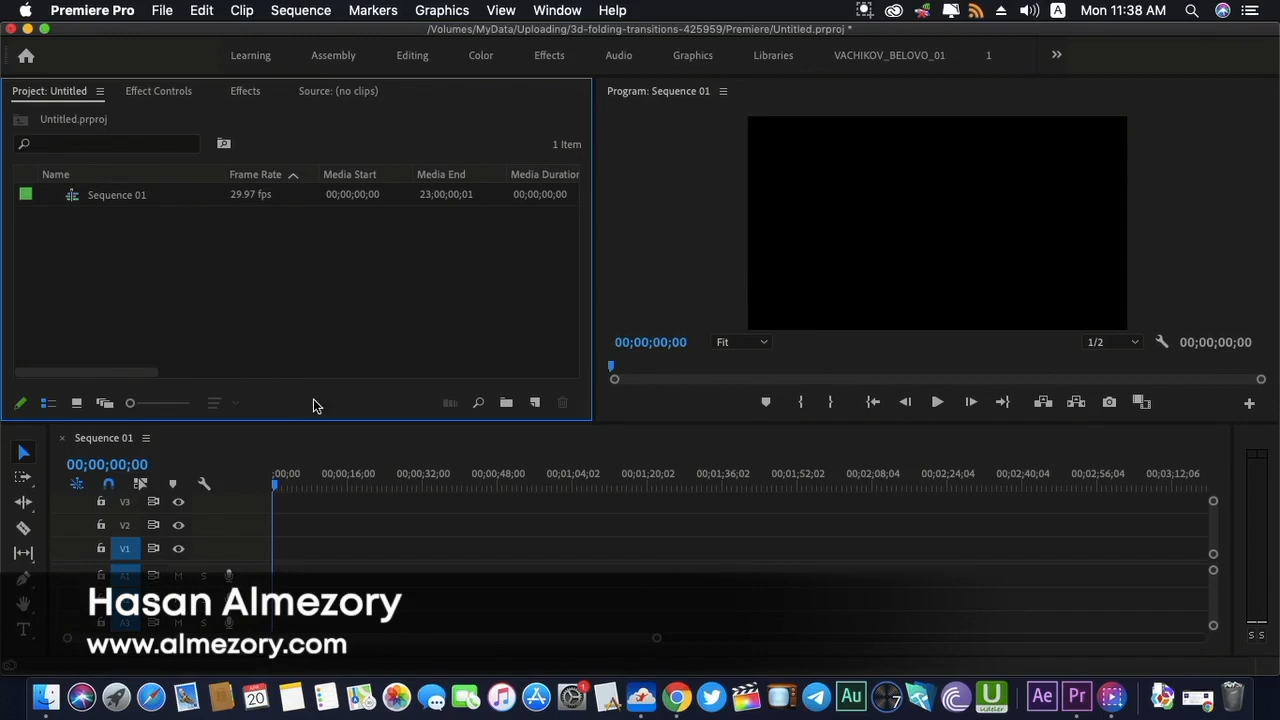 Premiere Pro File Edit Clip Sequence Markers Graphics View Window Help A Mon 11:38 AM
/Volumes/MyData/Uploading/3d-folding-transitions-425959/Premiere/Untitled.prproj *
Learning Assembly Editing Color Effects Audio Graphics Libraries VACHIKOV_BELOVO_01 1
Project: Untitled Effect Controls Effects Source: (no clips) Program: Sequence 01
Untitled.prproj
1 Item
Name Frame Rate Media Start Media End Media Duration
Sequence 01 29.97 fps 00;00;00;00 23;00;00;01 00;00;00;00
00;00;00;00 Fit 1/2 00;00;00;00
Sequence 01
00;00;00;00
;00;00 00;00;16;00 00;00;32;00 00;00;48;00 00;01;04;02 00;01;20;02 00;01;36;02 00;01;52;02 00;02;08;04 00;02;24;04 00;02;40;04 00;02;56;04 00;03;12;06
V3
V2
V1
A1 M S
Hasan Almezory
A3 S
www.almezory.com
S S
20 1 Au 7 U Ae Pr